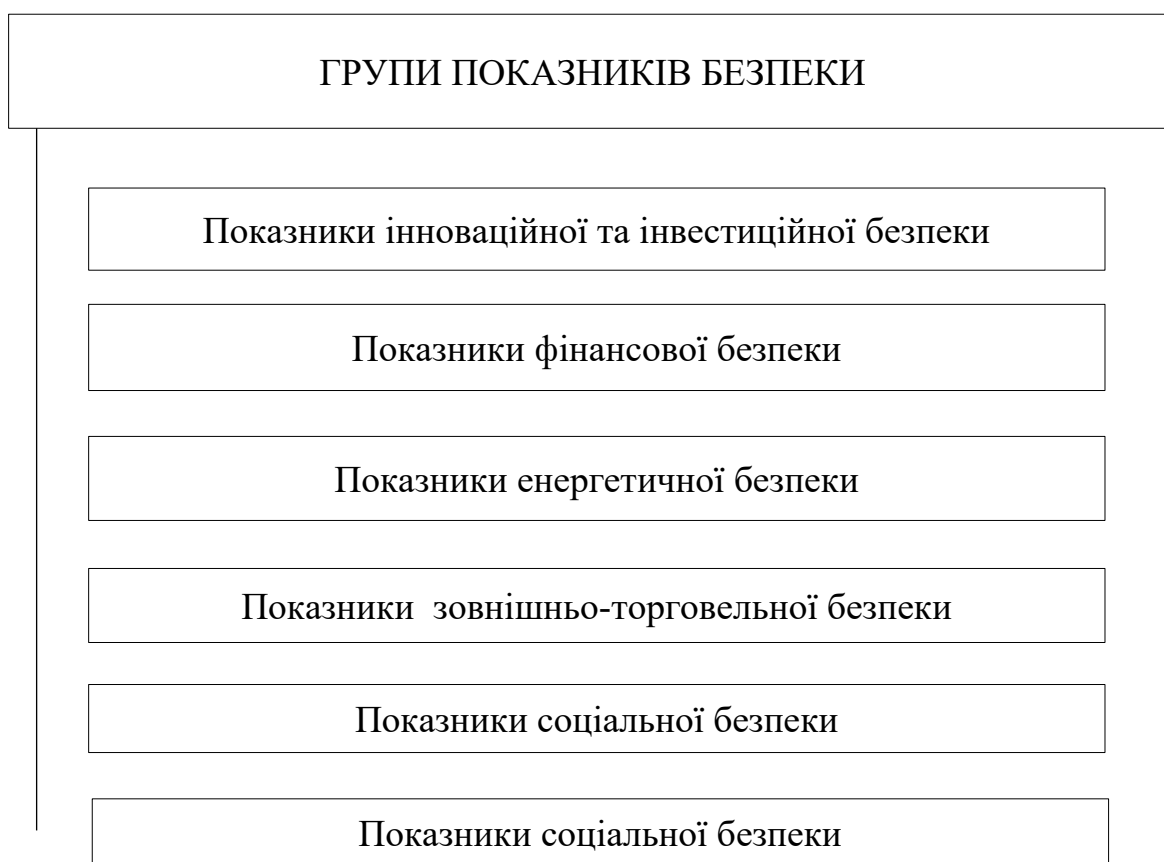 ГРУПИ ПОКАЗНИКІВ БЕЗПЕКИ
Показники інноваційної та інвестиційної безпеки
Показники фінансової безпеки
Показники енергетичної безпеки
Показники  зовнішньо-торговельної безпеки
Показники соціальної безпеки
Показники соціальної безпеки